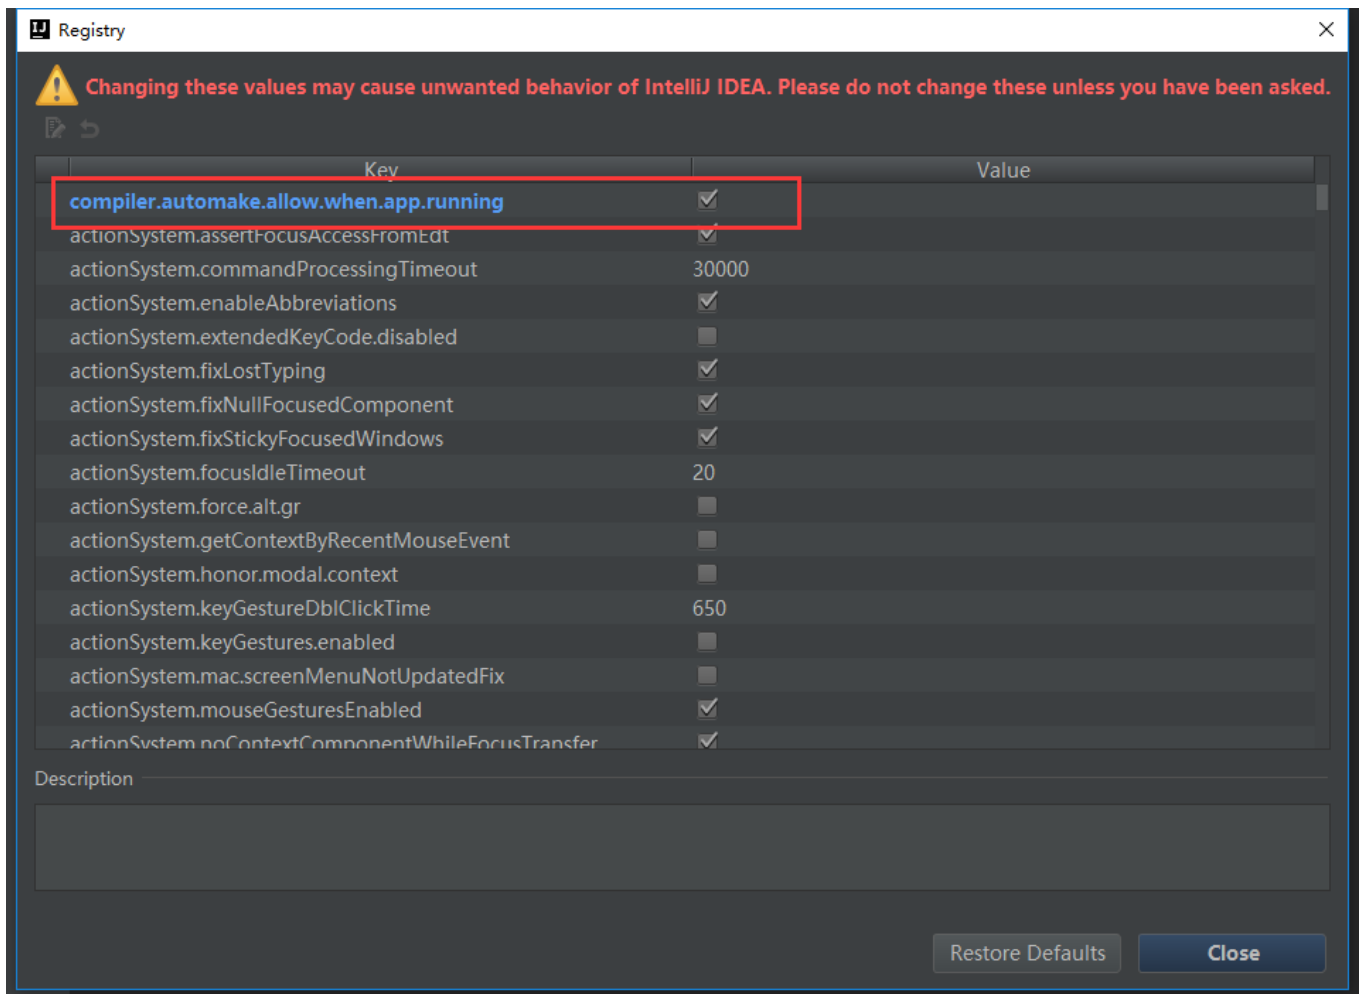 IJ Registry
Changing these values may cause unwanted behavior of IntelliJ IDEA. Please do not change these unless you have been asked.
Key Value
compiler.automake.allow.when.app.running
actionSystem.assertFocusAccessFromEdt
actionSystem.commandProcessingTimeout 30000
actionSystem.enableAbbreviations
actionSystem.extendedKeyCode.disabled
actionSystem.fixLostTyping
actionSystem.fixNullFocusedComponent
actionSystem.fixStickyFocusedWindows
actionSystem.focusIdleTimeout 20
actionSystem.force.alt.gr
actionSystem.getContextByRecentMouseEvent
actionSystem.honor.modal.context
actionSystem.keyGestureDblClickTime 650
actionSystem.keyGestures.enabled
actionSystem.mac.screenMenuNotUpdatedFix
actionSystem.mouseGesturesEnabled
actionSystem.noContextComponentWhileFocusTransfer
Description
Restore Defaults Close